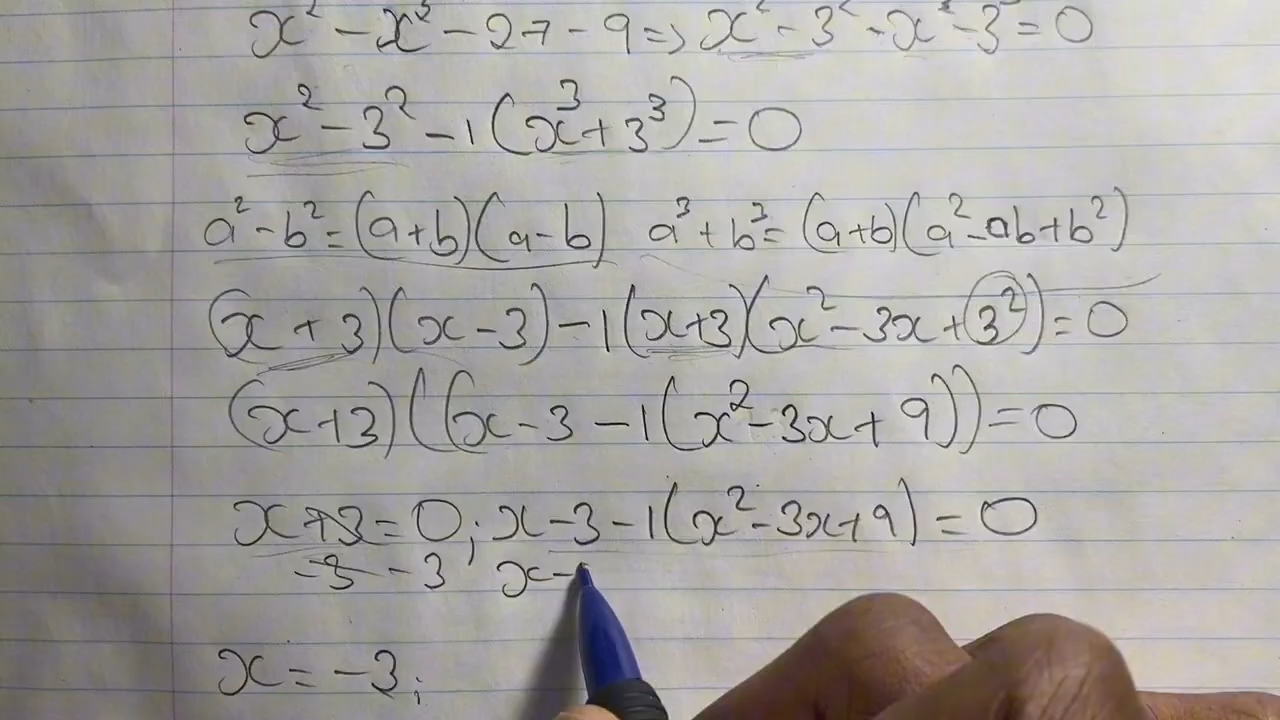 x² - x³ - 27 - 9 => x² - 3² - x³ - 3³ = 0
x² - 3² - 1(x³ + 3³) = 0
a² - b² = (a+b)(a-b) a³ + b³ = (a+b)(a² - ab + b²)
(x + 3)(x - 3) - 1(x+3)(x² - 3x + 3²) = 0
(x+3)((x - 3 - 1(x² - 3x + 9)) = 0
x+3 = 0; x - 3 - 1(x² - 3x + 9) = 0
-3 -3 x -
x = -3;